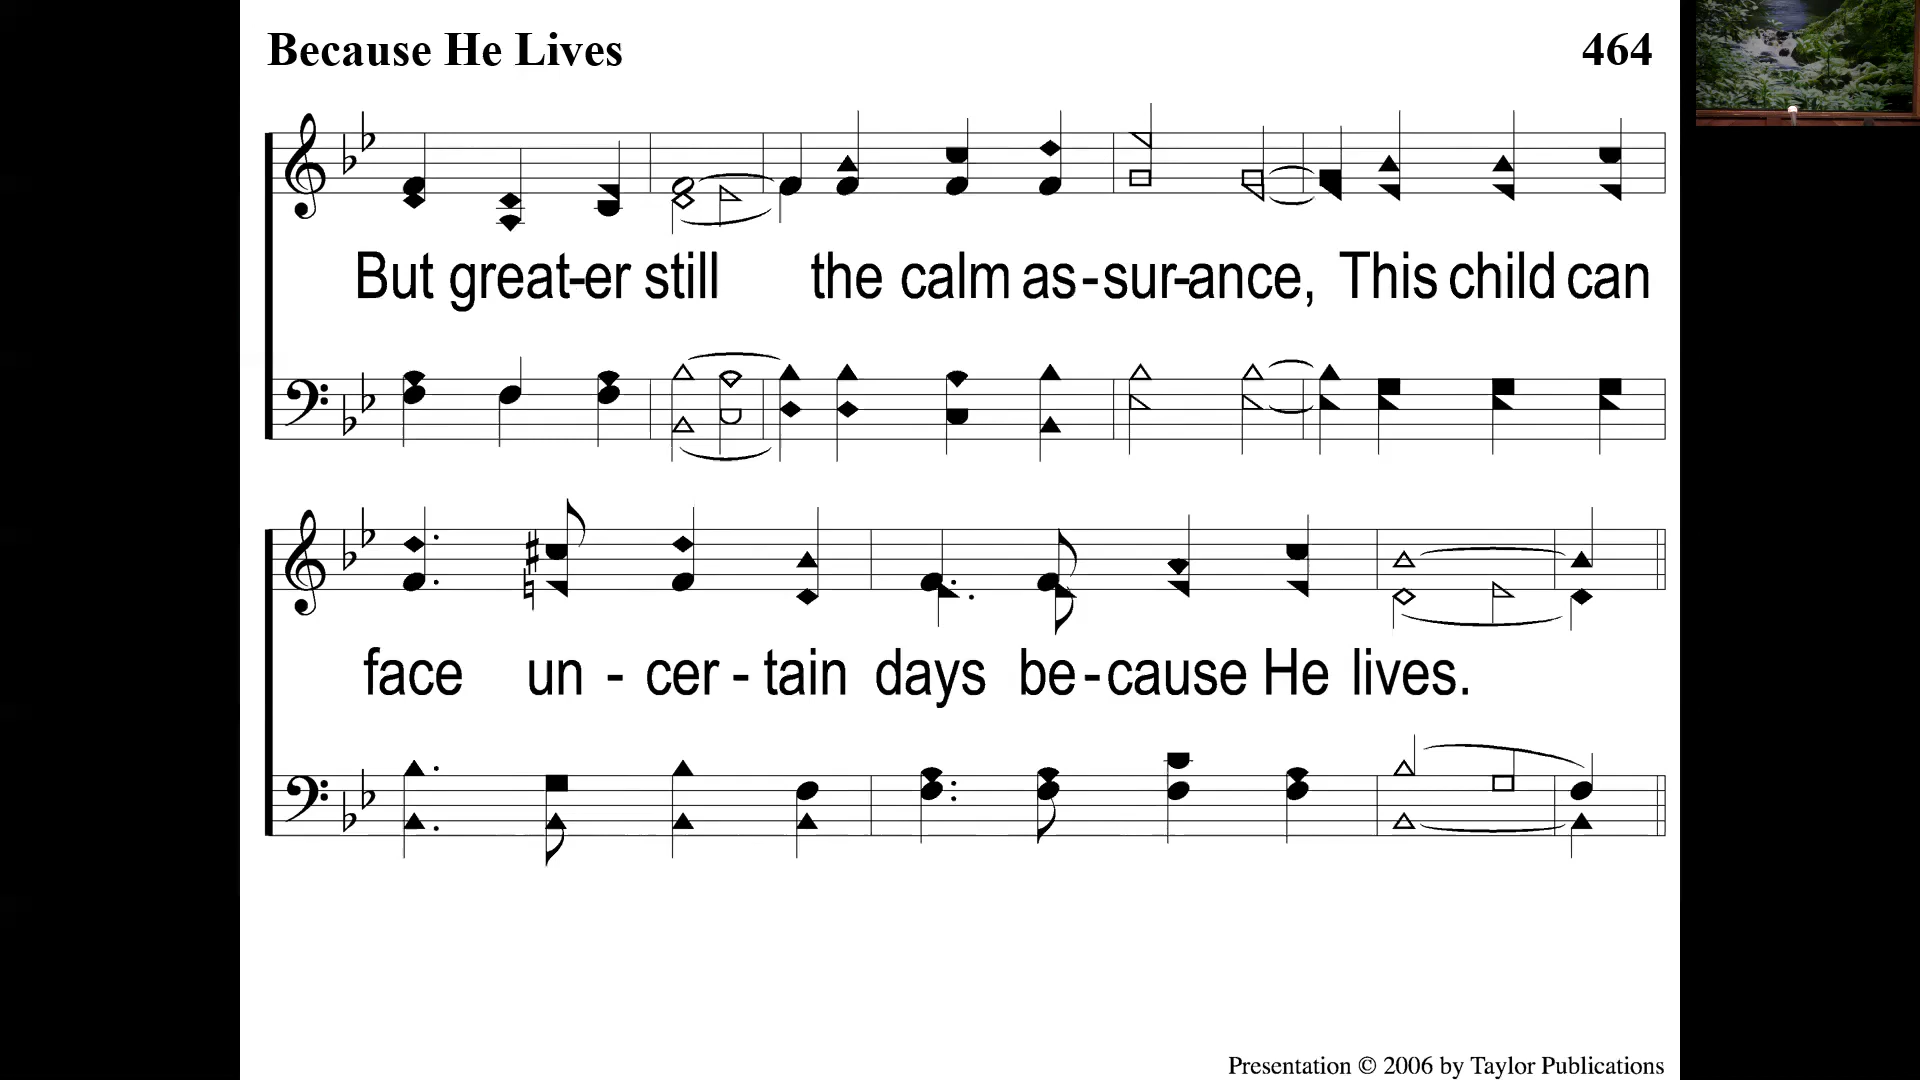 Because He Lives 464
But great-er still the calm as-sur-ance, This child can
face un - cer - tain days be-cause He lives.
Presentation © 2006 by Taylor Publications